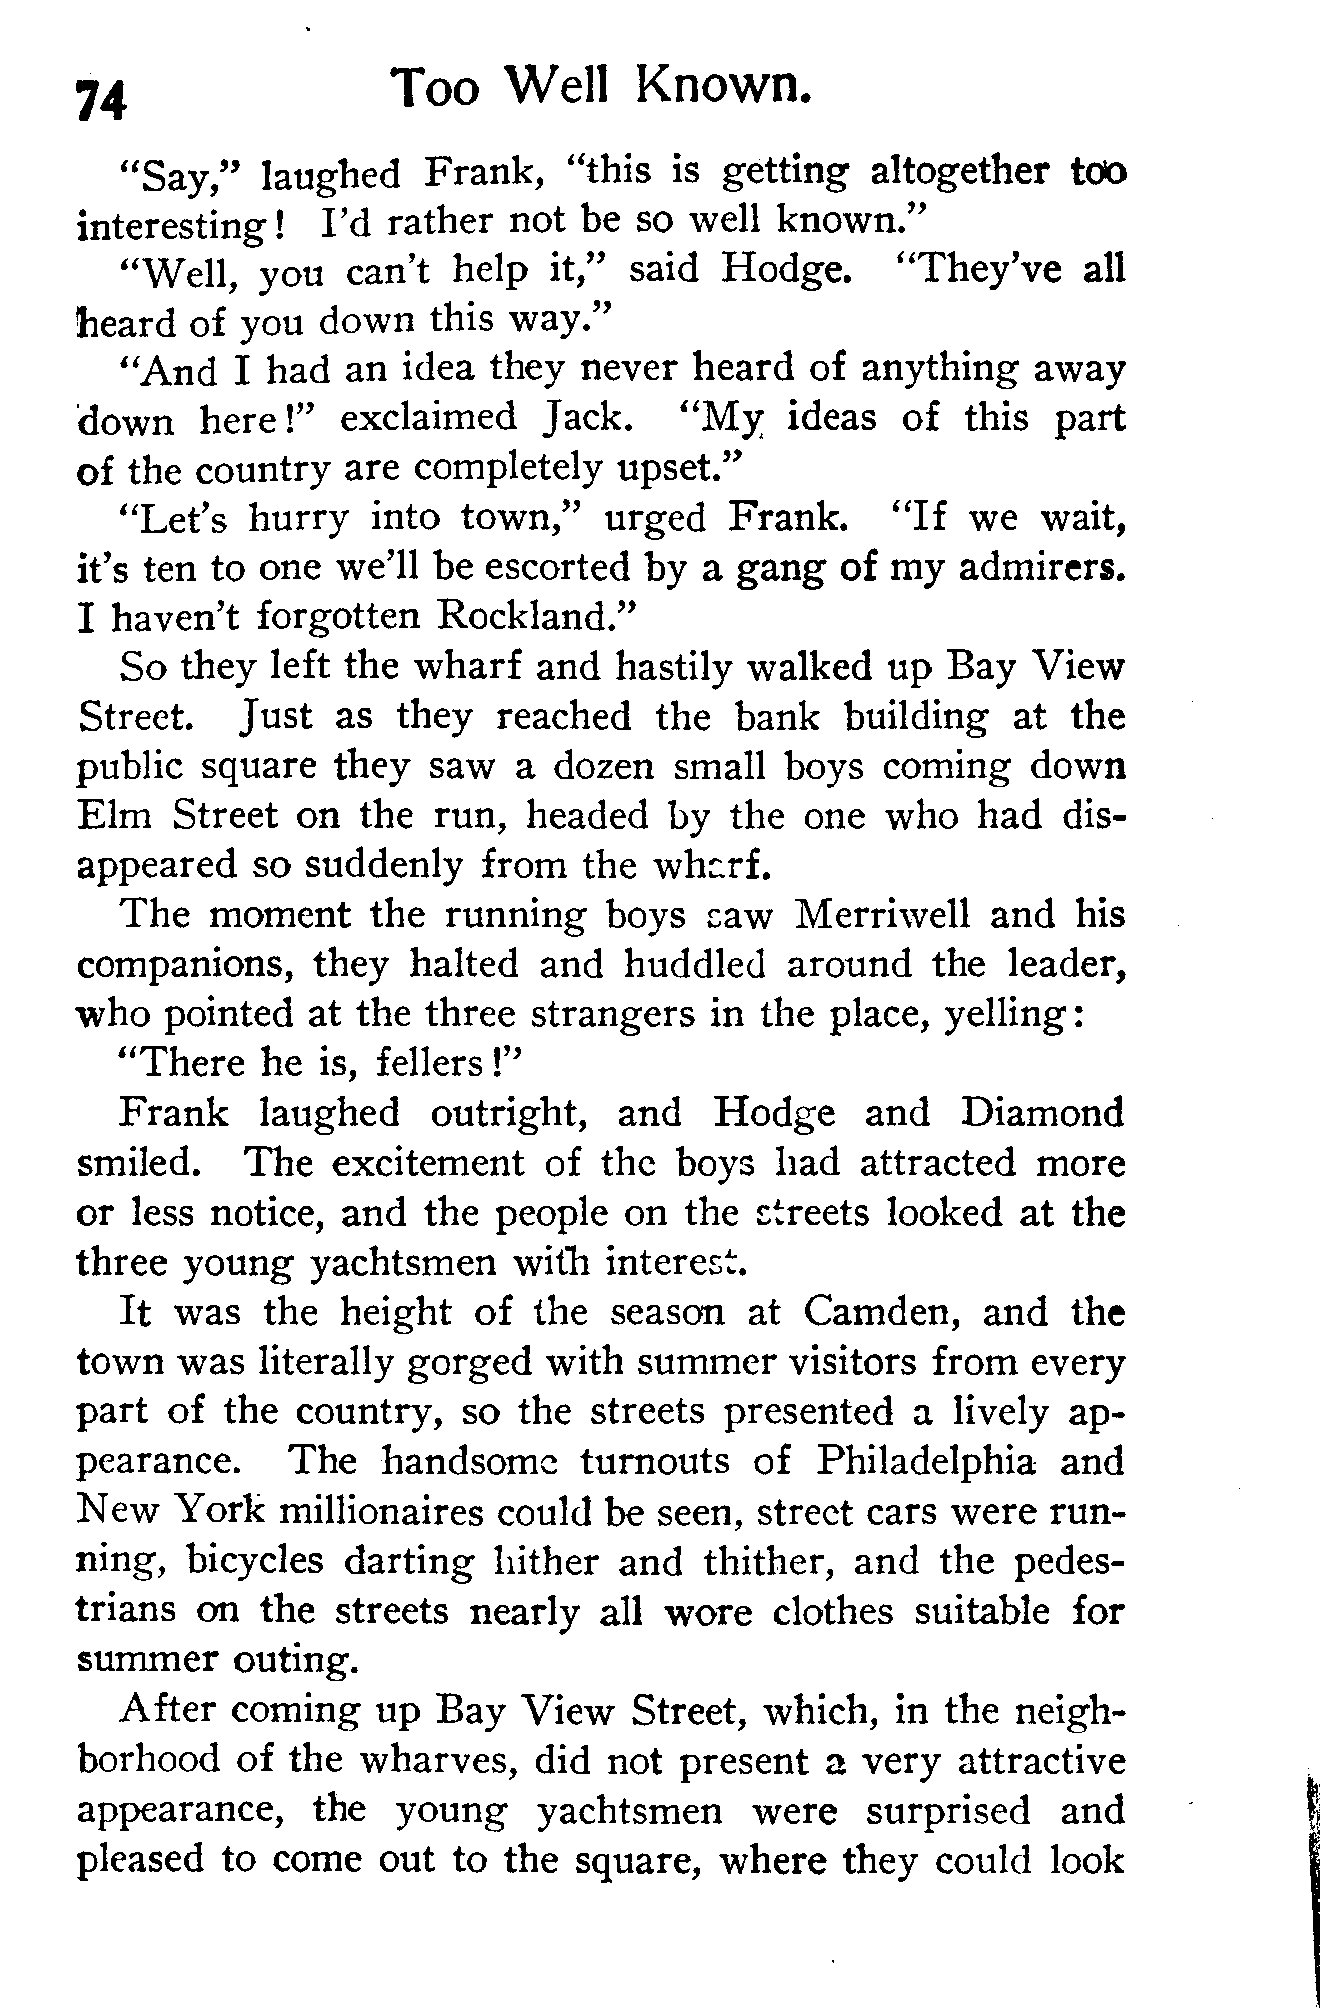 74 Too Well Known.
“Say,” laughed Frank, “this is getting altogether too
interesting! I’d rather not be so well known.”
“Well, you can’t help it,” said Hodge. “They’ve all
heard of you down this way.”
“And I had an idea they never heard of anything away
down here!” exclaimed Jack. “My ideas of this part
of the country are completely upset.”
“Let’s hurry into town,” urged Frank. “If we wait,
it’s ten to one we’ll be escorted by a gang of my admirers.
I haven’t forgotten Rockland.”
So they left the wharf and hastily walked up Bay View
Street. Just as they reached the bank building at the
public square they saw a dozen small boys coming down
Elm Street on the run, headed by the one who had dis-
appeared so suddenly from the wharf.
The moment the running boys saw Merriwell and his
companions, they halted and huddled around the leader,
who pointed at the three strangers in the place, yelling:
“There he is, fellers!”
Frank laughed outright, and Hodge and Diamond
smiled. The excitement of the boys had attracted more
or less notice, and the people on the streets looked at the
three young yachtsmen with interest.
It was the height of the season at Camden, and the
town was literally gorged with summer visitors from every
part of the country, so the streets presented a lively ap-
pearance. The handsome turnouts of Philadelphia and
New York millionaires could be seen, street cars were run-
ning, bicycles darting hither and thither, and the pedes-
trians on the streets nearly all wore clothes suitable for
summer outing.
After coming up Bay View Street, which, in the neigh-
borhood of the wharves, did not present a very attractive
appearance, the young yachtsmen were surprised and
pleased to come out to the square, where they could look